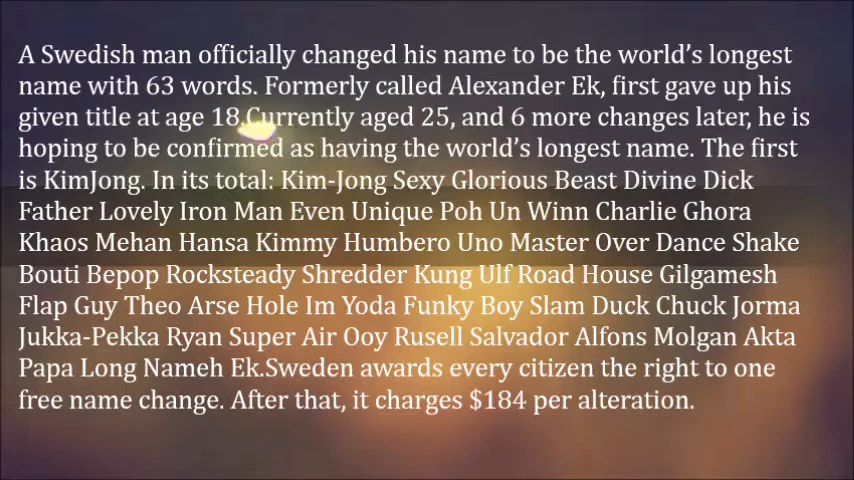 A Swedish man officially changed his name to be the world’s longest
name with 63 words. Formerly called Alexander Ek, first gave up his
given title at age 18.Currently aged 25, and 6 more changes later, he is
hoping to be confirmed as having the world’s longest name. The first
is KimJong. In its total: Kim-Jong Sexy Glorious Beast Divine Dick
Father Lovely Iron Man Even Unique Poh Un Winn Charlie Ghora
Khaos Mehan Hansa Kimmy Humbero Uno Master Over Dance Shake
Bouti Bepop Rocksteady Shredder Kung Ulf Road House Gilgamesh
Flap Guy Theo Arse Hole Im Yoda Funky Boy Slam Duck Chuck Jorma
Jukka-Pekka Ryan Super Air Ooy Rusell Salvador Alfons Molgan Akta
Papa Long Nameh Ek.Sweden awards every citizen the right to one
free name change. After that, it charges $184 per alteration.